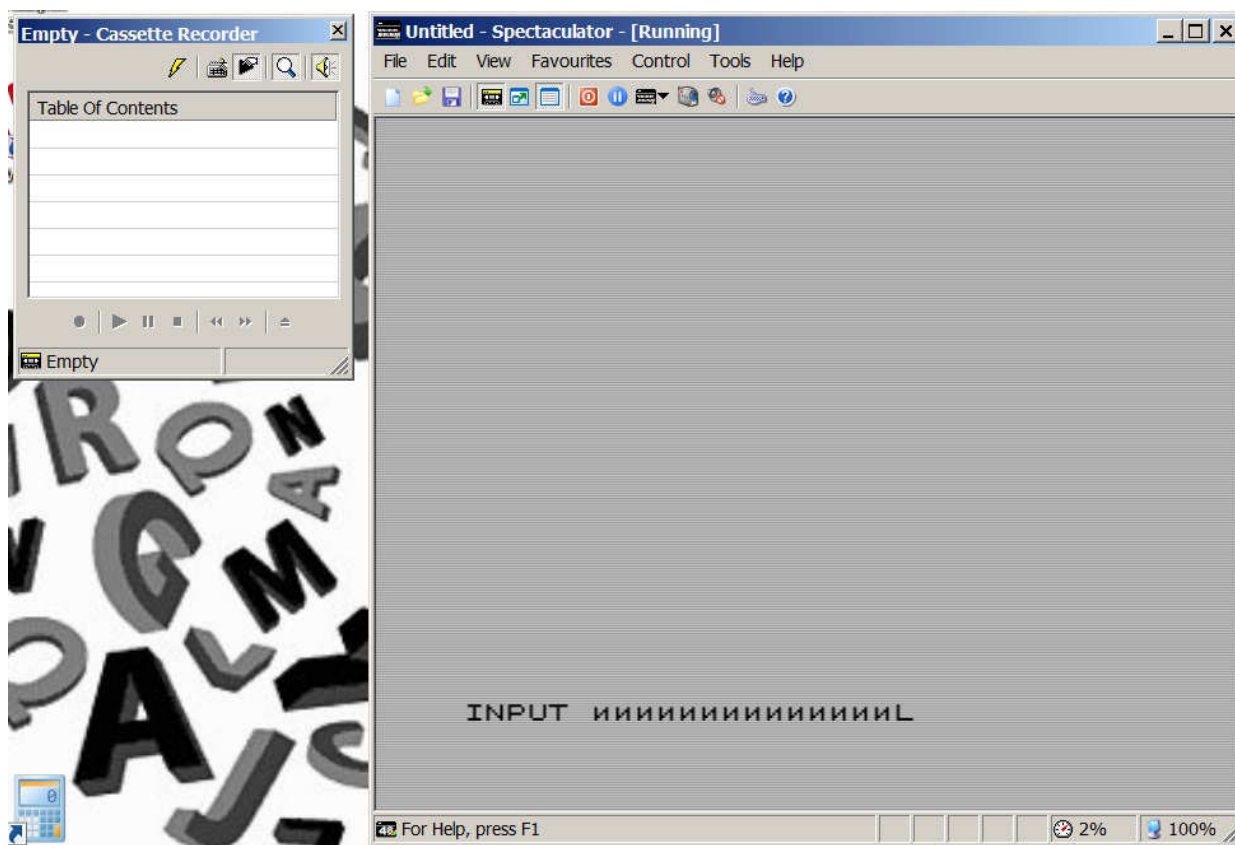 Empty - Cassette Recorder
Table Of Contents
Empty
Untitled - Spectaculator - [Running]
File Edit View Favourites Control Tools Help
INPUT ииииииииииииииL
For Help, press F1
2%
100%
R
O
N
A
G
M
L
A
J
0